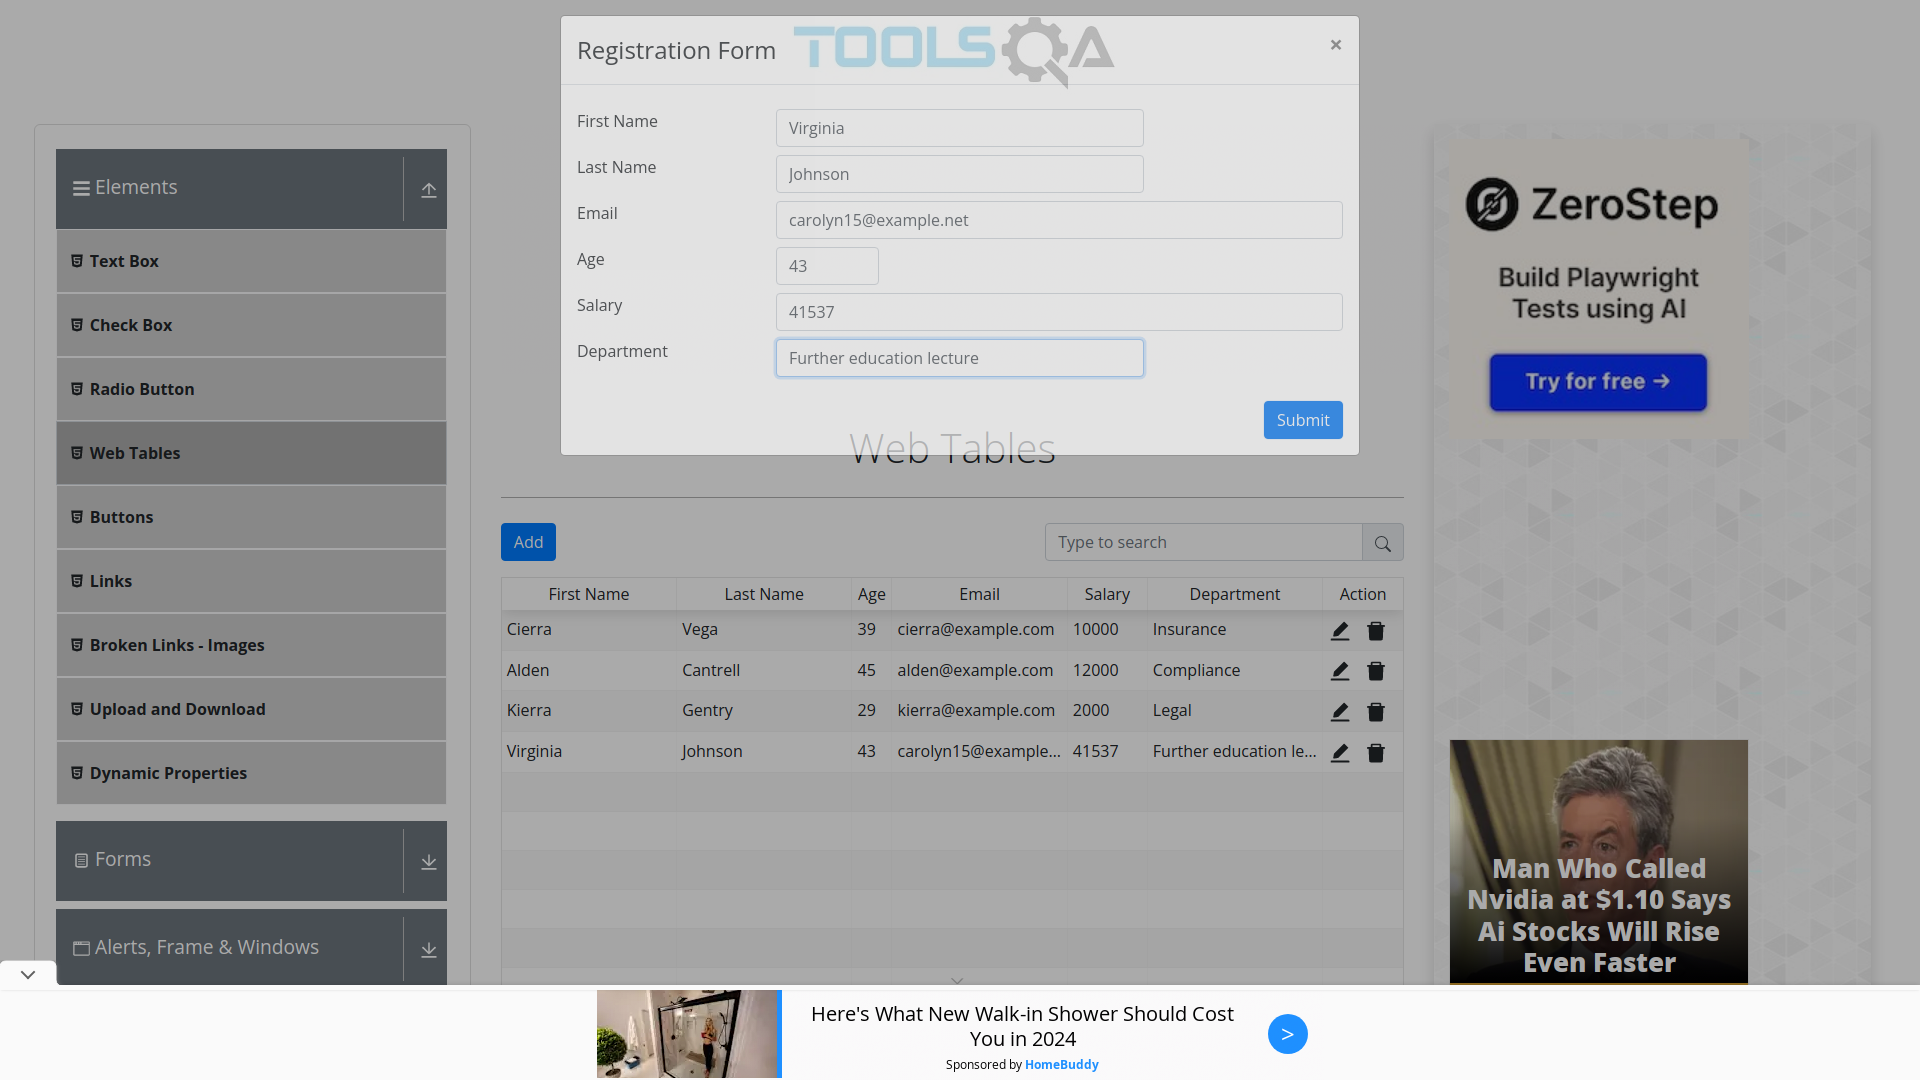 Registration Form
TOOLSQA
×
First Name
Virginia
Last Name
Johnson
Email
carolyn15@example.net
Age
43
Salary
41537
Department
Further education lecture
Submit
Elements
Text Box
Check Box
Radio Button
Web Tables
Buttons
Links
Broken Links - Images
Upload and Download
Dynamic Properties
Forms
Alerts, Frame & Windows
Web Tables
Add
Type to search
First Name Last Name Age Email Salary Department Action
Cierra Vega 39 cierra@example.com 10000 Insurance
Alden Cantrell 45 alden@example.com 12000 Compliance
Kierra Gentry 29 kierra@example.com 2000 Legal
Virginia Johnson 43 carolyn15@example... 41537 Further education le...
ZeroStep
Build Playwright
Tests using AI
Try for free →
Man Who Called
Nvidia at $1.10 Says
Ai Stocks Will Rise
Even Faster
Here's What New Walk-in Shower Should Cost
You in 2024
Sponsored by HomeBuddy
>